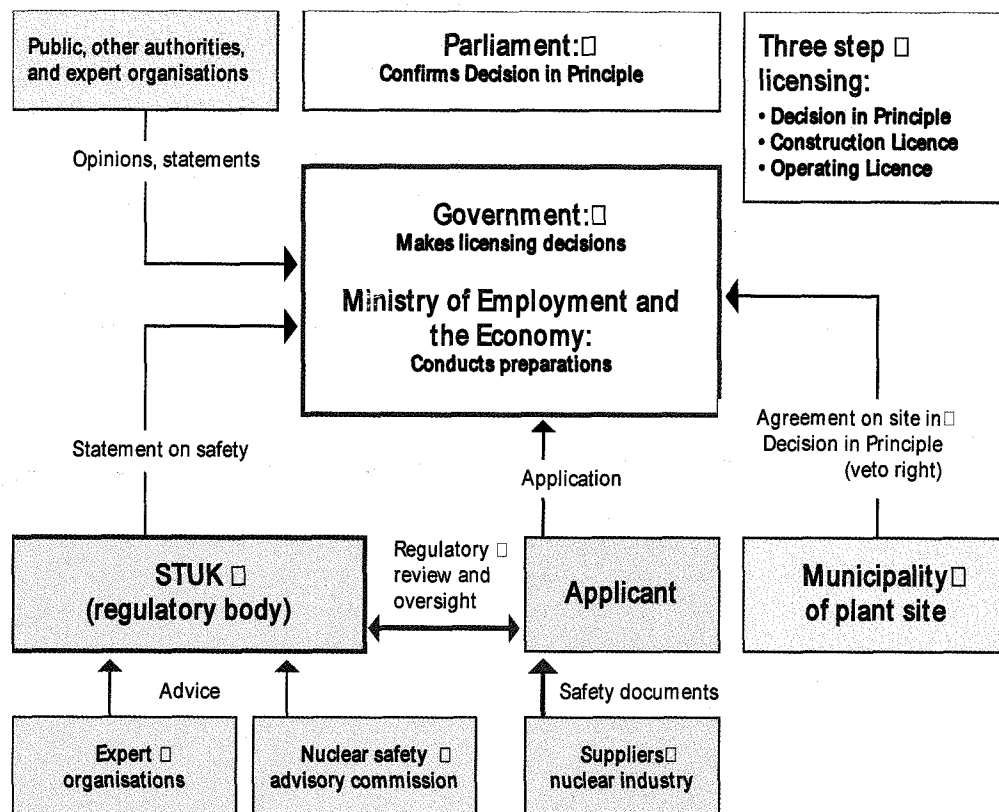 Public, other authorities,
and expert organisations
Parliament:
Confirms Decision in Principle
Three step
licensing:
• Decision in Principle
• Construction Licence
• Operating Licence
Opinions, statements
Government:
Makes licensing decisions
Ministry of Employment and
the Economy:
Conducts preparations
Statement on safety
Application
Agreement on site in
Decision in Principle
(veto right)
STUK
(regulatory body)
Regulatory
review and
oversight
Applicant
Municipality
of plant site
Advice
Safety documents
Expert
organisations
Nuclear safety
advisory commission
Suppliers
nuclear industry